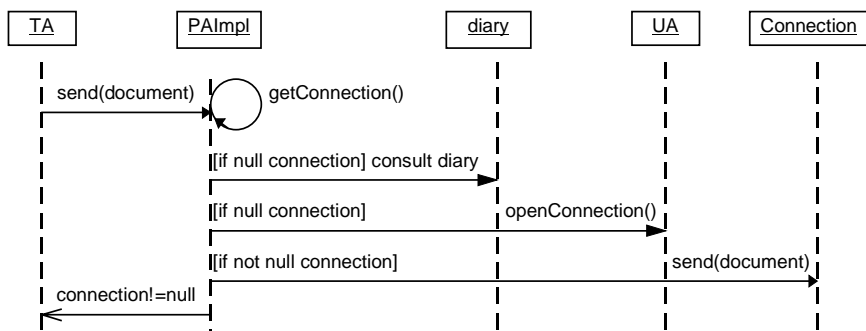 TA PAImpl diary UA Connection
send(document) getConnection()
[if null connection] consult diary
[if null connection] openConnection()
[if not null connection] send(document)
connection!=null